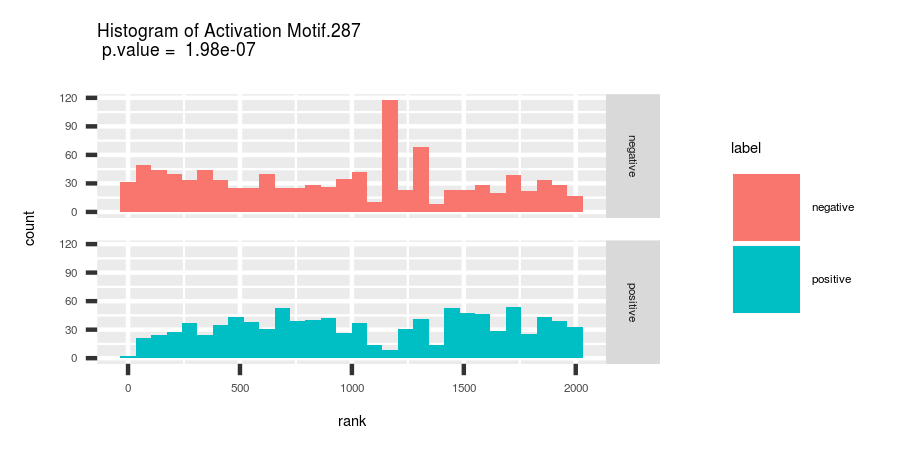 Histogram of Activation Motif.287
p.value = 1.98e-07
120
90
60
30
0
negative
120
90
60
30
0
positive
0 500 1000 1500 2000
rank
count
label
negative
positive